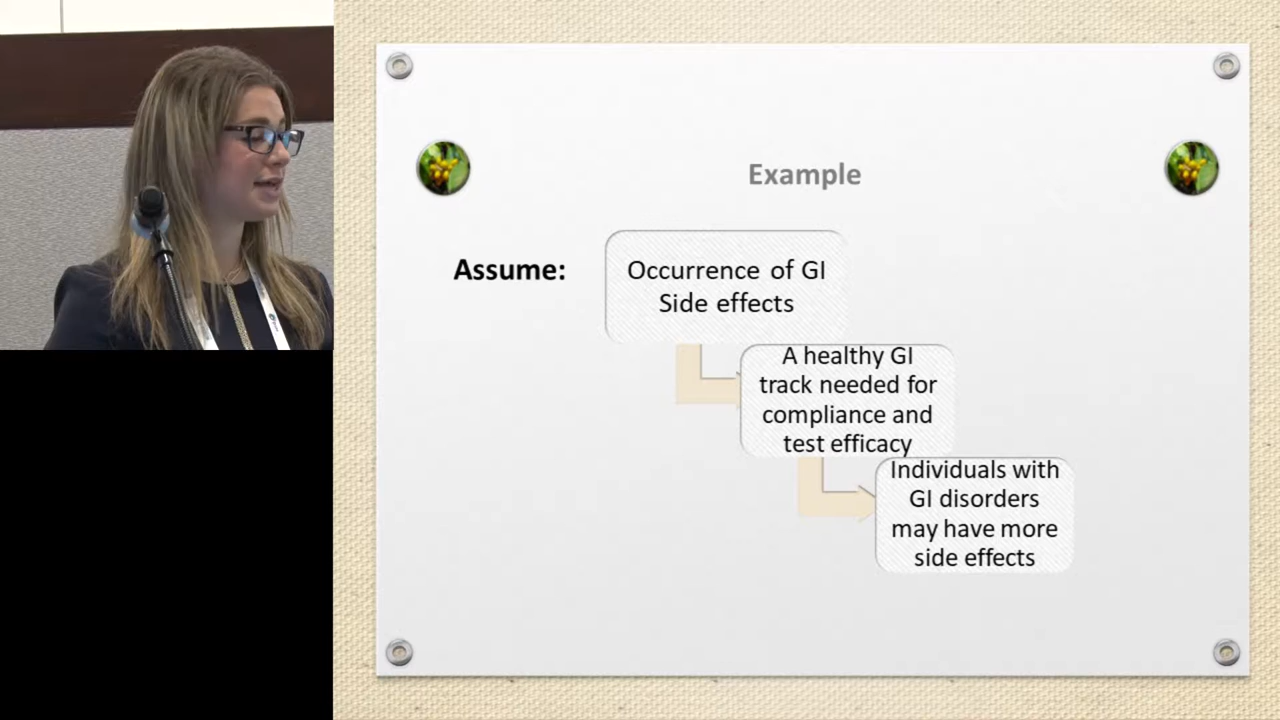 Example
Assume:
Occurrence of GI
Side effects
A healthy GI
track needed for
compliance and
test efficacy
Individuals with
GI disorders
may have more
side effects